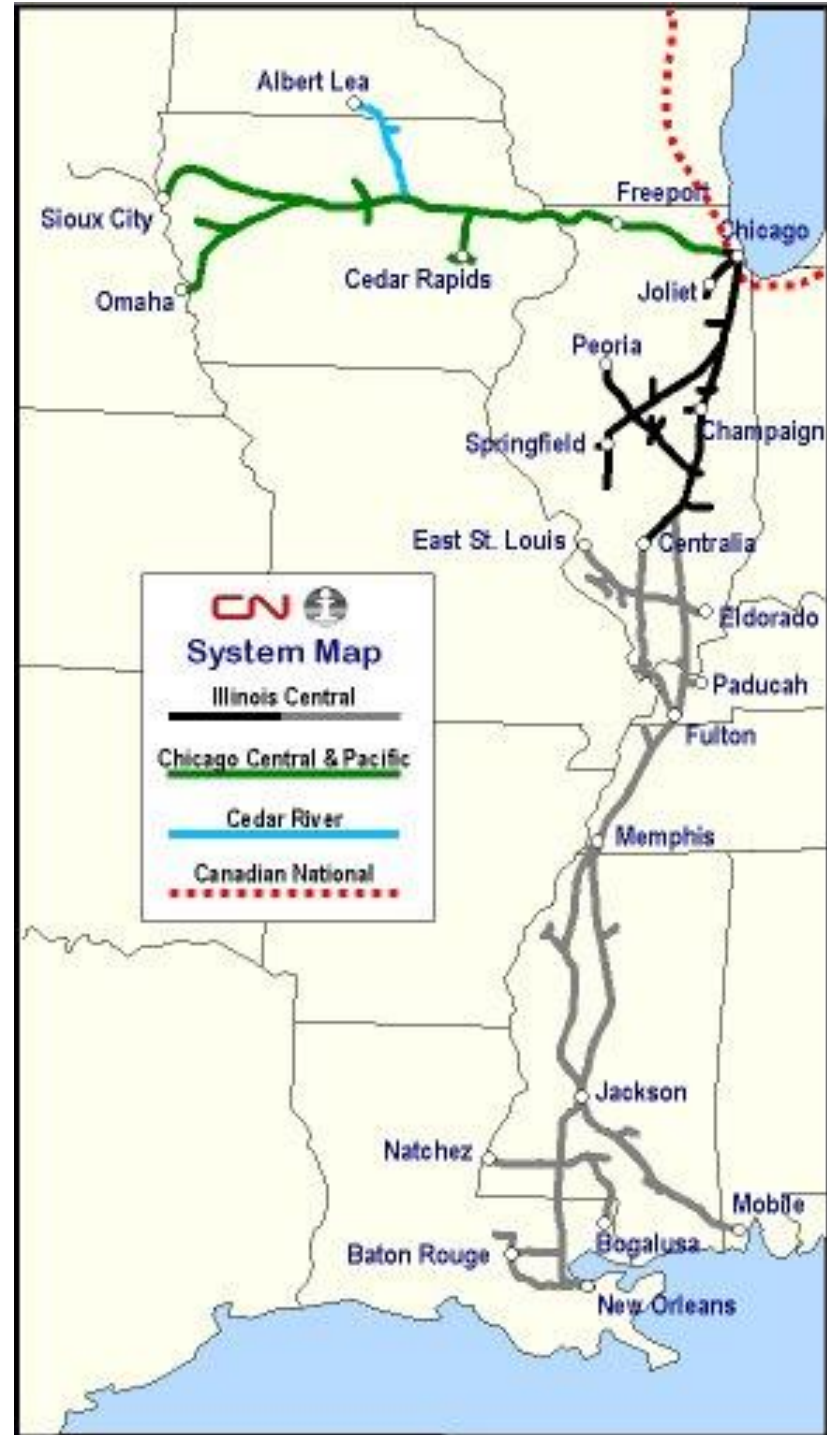 Albert Lea
Freeport
Sioux City
Chicago
Cedar Rapids
Omaha
Joliet
Peoria
Champaign
Springfield
East St. Louis
Centralia
CN
Eldorado
System Map
Paducah
Illinois Central
Fulton
Chicago Central & Pacific
Cedar River
Memphis
Canadian National
Jackson
Natchez
Mobile
Bogalusa
Baton Rouge
New Orleans